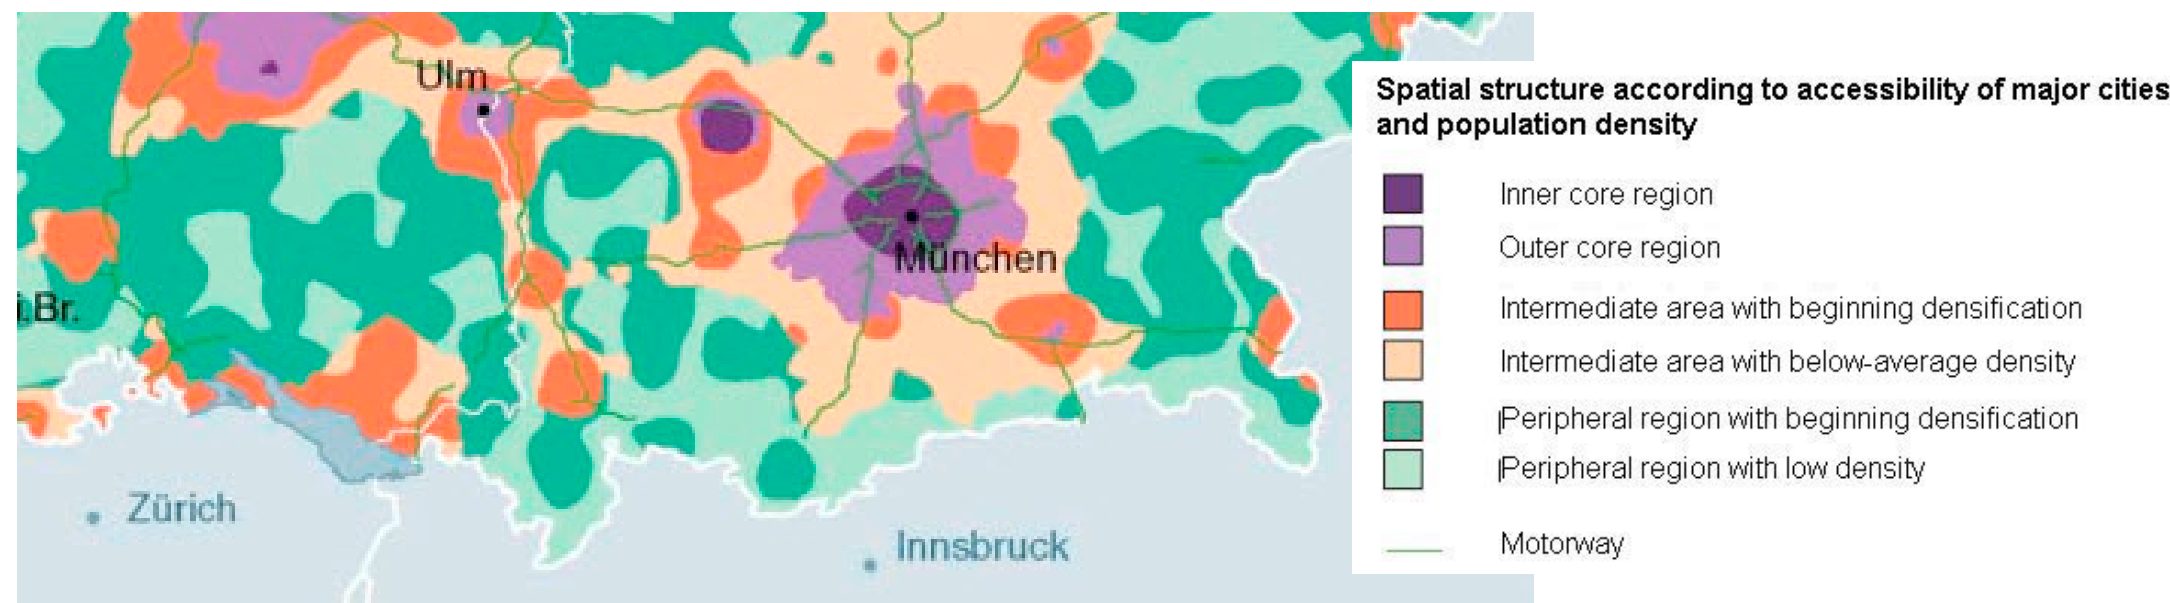 Ulm
München
i.Br.
Zürich
Innsbruck
Spatial structure according to accessibility of major cities
and population density
Inner core region
Outer core region
Intermediate area with beginning densification
Intermediate area with below-average density
Peripheral region with beginning densification
Peripheral region with low density
Motorway